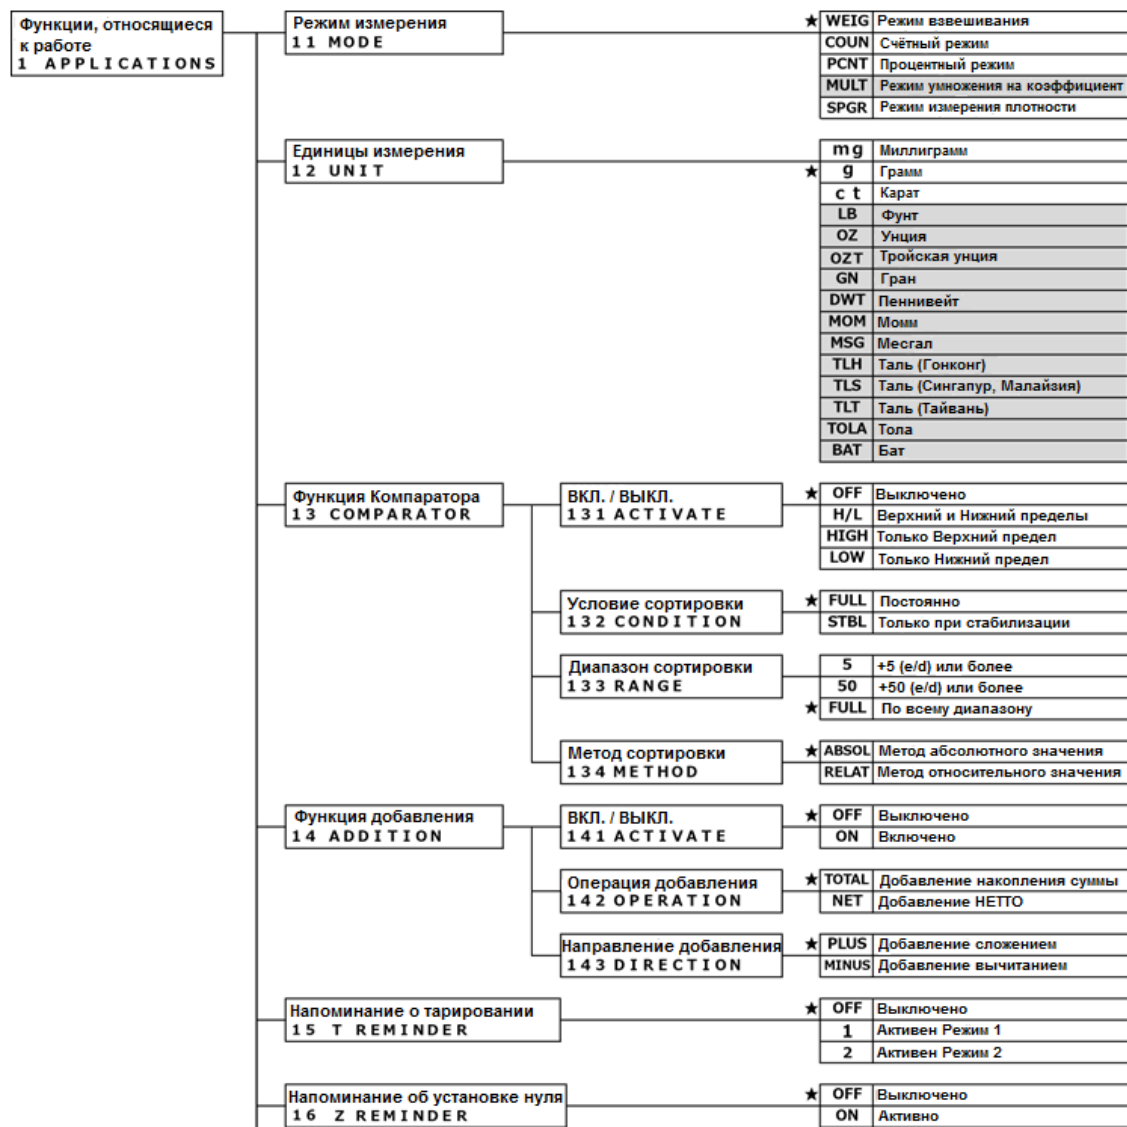 Функции, относящиеся
к работе
1 APPLICATIONS
Режим измерения
11 MODE
★ WEIG Режим взвешивания
COUN Счётный режим
PCNT Процентный режим
MULT Режим умножения на коэффициент
SPGR Режим измерения плотности
Единицы измерения
12 UNIT
mg Миллиграмм
★ g Грамм
ct Карат
LB Фунт
OZ Унция
OZT Тройская унция
GN Гран
DWT Пеннивейт
MOM Момм
MSG Месгал
TLH Таль (Гонконг)
TLS Таль (Сингапур, Малайзия)
TLT Таль (Тайвань)
TOLA Тола
BAT Бат
Функция Компаратора
13 COMPARATOR
ВКЛ. / ВЫКЛ.
131 ACTIVATE
★ OFF Выключено
H/L Верхний и Нижний пределы
HIGH Только Верхний предел
LOW Только Нижний предел
Условие сортировки
132 CONDITION
★ FULL Постоянно
STBL Только при стабилизации
Диапазон сортировки
133 RANGE
5 +5 (e/d) или более
50 +50 (e/d) или более
★ FULL По всему диапазону
Метод сортировки
134 METHOD
★ ABSOL Метод абсолютного значения
RELAT Метод относительного значения
Функция добавления
14 ADDITION
ВКЛ. / ВЫКЛ.
141 ACTIVATE
★ OFF Выключено
ON Включено
Операция добавления
142 OPERATION
★ TOTAL Добавление накопления суммы
NET Добавление НЕТТО
Направление добавления
143 DIRECTION
★ PLUS Добавление сложением
MINUS Добавление вычитанием
Напоминание о тарировании
15 T REMINDER
★ OFF Выключено
1 Активен Режим 1
2 Активен Режим 2
Напоминание об установке нуля
16 Z REMINDER
★ OFF Выключено
ON Активно